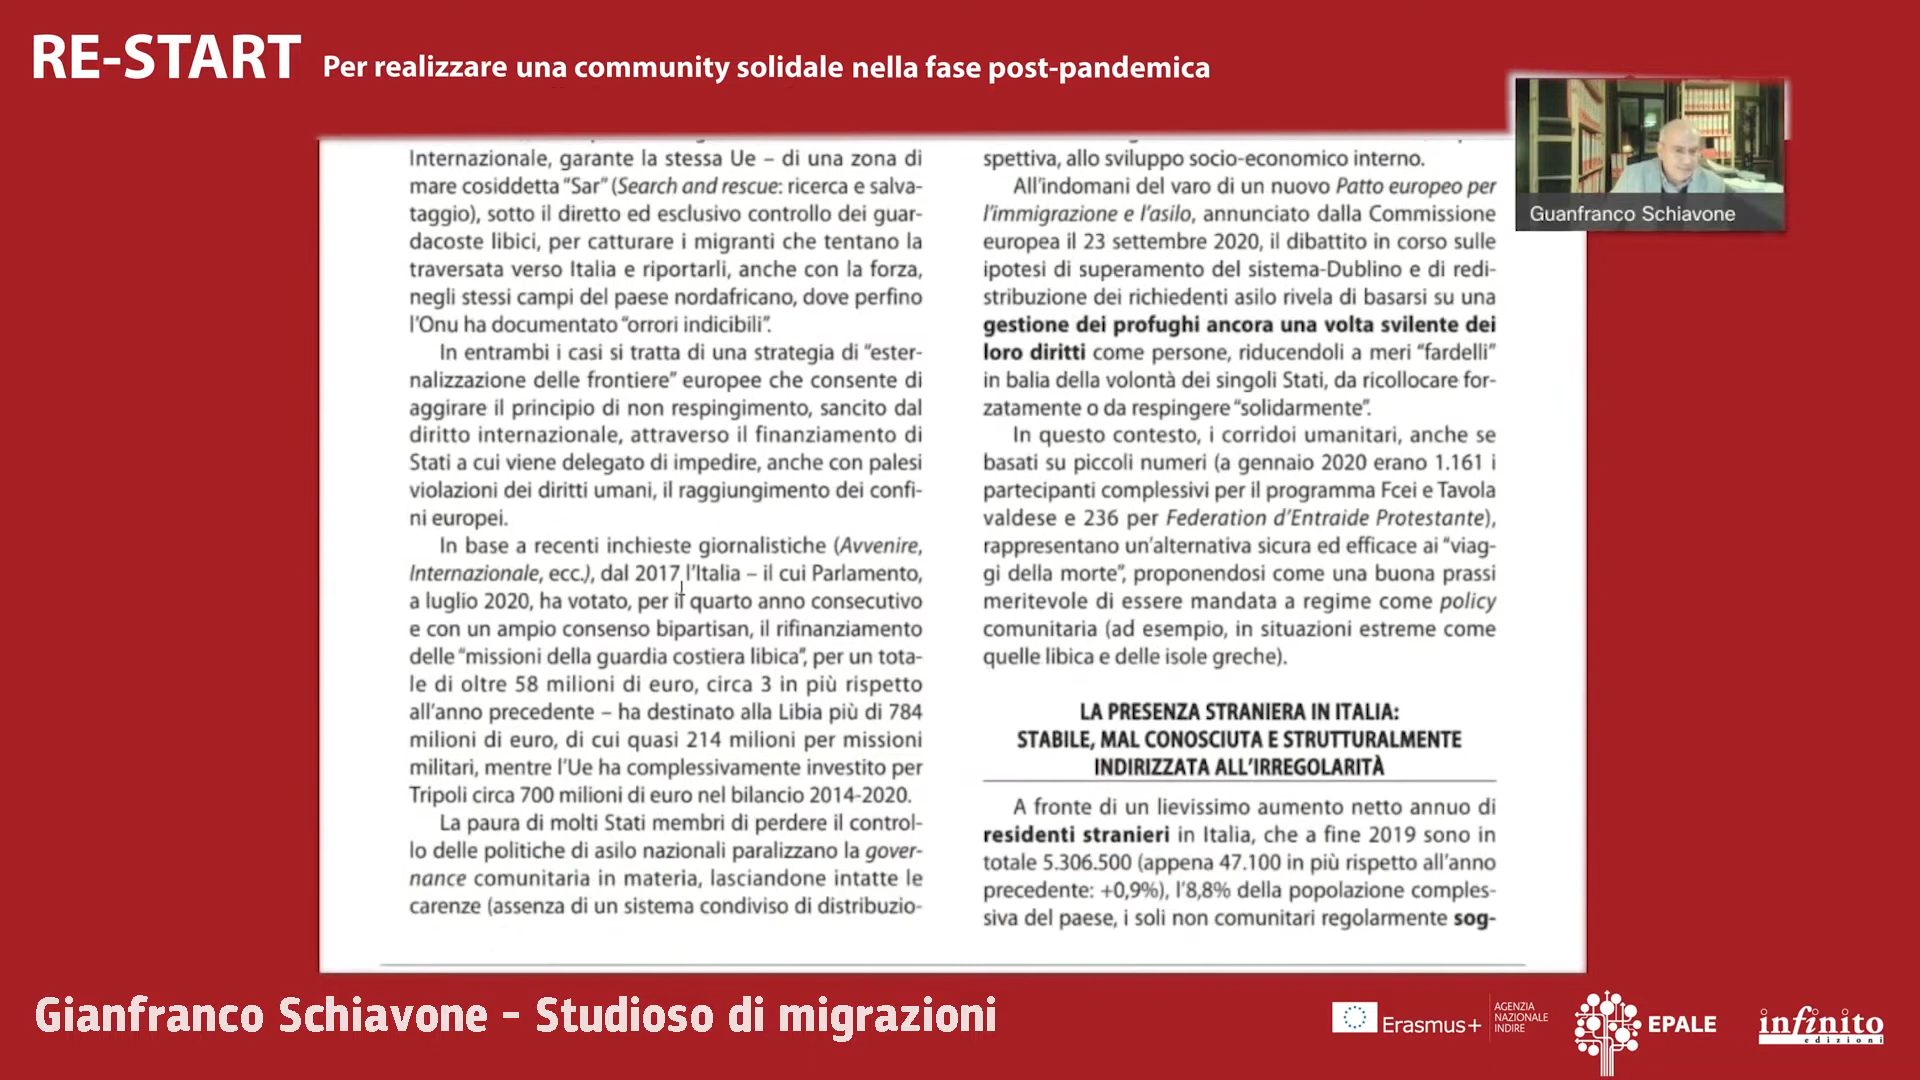 RE-START Per realizzare una community solidale nella fase post-pandemica
Guanfranco Schiavone
Internazionale, garante la stessa Ue – di una zona di
mare cosiddetta “Sar” (Search and rescue: ricerca e salva-
taggio), sotto il diretto ed esclusivo controllo dei guar-
dacoste libici, per catturare i migranti che tentano la
traversata verso Italia e riportarli, anche con la forza,
negli stessi campi del paese nordafricano, dove perfino
l’Onu ha documentato “orrori indicibili”.
In entrambi i casi si tratta di una strategia di “ester-
nalizzazione delle frontiere” europee che consente di
aggirare il principio di non respingimento, sancito dal
diritto internazionale, attraverso il finanziamento di
Stati a cui viene delegato di impedire, anche con palesi
violazioni dei diritti umani, il raggiungimento dei confi-
ni europei.
In base a recenti inchieste giornalistiche (Avvenire,
Internazionale, ecc.), dal 2017 l’Italia – il cui Parlamento,
a luglio 2020, ha votato, per il quarto anno consecutivo
e con un ampio consenso bipartisan, il rifinanziamento
delle “missioni della guardia costiera libica”, per un tota-
le di oltre 58 milioni di euro, circa 3 in più rispetto
all’anno precedente – ha destinato alla Libia più di 784
milioni di euro, di cui quasi 214 milioni per missioni
militari, mentre l’Ue ha complessivamente investito per
Tripoli circa 700 milioni di euro nel bilancio 2014-2020.
La paura di molti Stati membri di perdere il control-
lo delle politiche di asilo nazionali paralizzano la gover-
nance comunitaria in materia, lasciandone intatte le
carenze (assenza di un sistema condiviso di distribuzio-
spettiva, allo sviluppo socio-economico interno.
All’indomani del varo di un nuovo Patto europeo per
l’immigrazione e l’asilo, annunciato dalla Commissione
europea il 23 settembre 2020, il dibattito in corso sulle
ipotesi di superamento del sistema-Dublino e di redi-
stribuzione dei richiedenti asilo rivela di basarsi su una
gestione dei profughi ancora una volta svilente dei
loro diritti come persone, riducendoli a meri “fardelli”
in balia della volontà dei singoli Stati, da ricollocare for-
zatamente o da respingere “solidarmente”.
In questo contesto, i corridoi umanitari, anche se
basati su piccoli numeri (a gennaio 2020 erano 1.161 i
partecipanti complessivi per il programma Fcei e Tavola
valdese e 236 per Federation d’Entraide Protestante),
rappresentano un’alternativa sicura ed efficace ai “viag-
gi della morte”, proponendosi come una buona prassi
meritevole di essere mandata a regime come policy
comunitaria (ad esempio, in situazioni estreme come
quelle libica e delle isole greche).
LA PRESENZA STRANIERA IN ITALIA:
STABILE, MAL CONOSCIUTA E STRUTTURALMENTE
INDIRIZZATA ALL’IRREGOLARITÀ
A fronte di un lievissimo aumento netto annuo di
residenti stranieri in Italia, che a fine 2019 sono in
totale 5.306.500 (appena 47.100 in più rispetto all’anno
precedente: +0,9%), l’8,8% della popolazione comples-
siva del paese, i soli non comunitari regolarmente sog-
Gianfranco Schiavone - Studioso di migrazioni
Erasmus+
AGENZIA
NAZIONALE
INDIRE
EPALE
infinito
edizioni